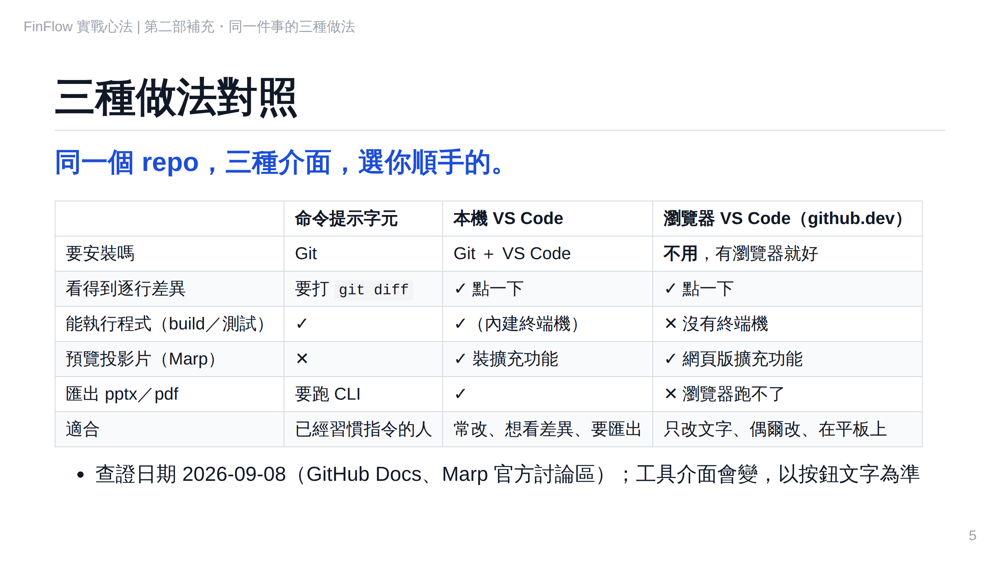 FinFlow 實戰心法 | 第二部補充・同一件事的三種做法
三種做法對照
同一個 repo，三種介面，選你順手的。
命令提示字元 本機 VS Code 瀏覽器 VS Code（github.dev）
要安裝嗎 Git Git ＋ VS Code 不用，有瀏覽器就好
看得到逐行差異 要打 git diff ✓ 點一下 ✓ 點一下
能執行程式（build／測試） ✓ ✓（內建終端機） ✕ 沒有終端機
預覽投影片（Marp） ✕ ✓ 裝擴充功能 ✓ 網頁版擴充功能
匯出 pptx／pdf 要跑 CLI ✓ ✕ 瀏覽器跑不了
適合 已經習慣指令的人 常改、想看差異、要匯出 只改文字、偶爾改、在平板上
• 查證日期 2026-09-08（GitHub Docs、Marp 官方討論區）；工具介面會變，以按鈕文字為準
5